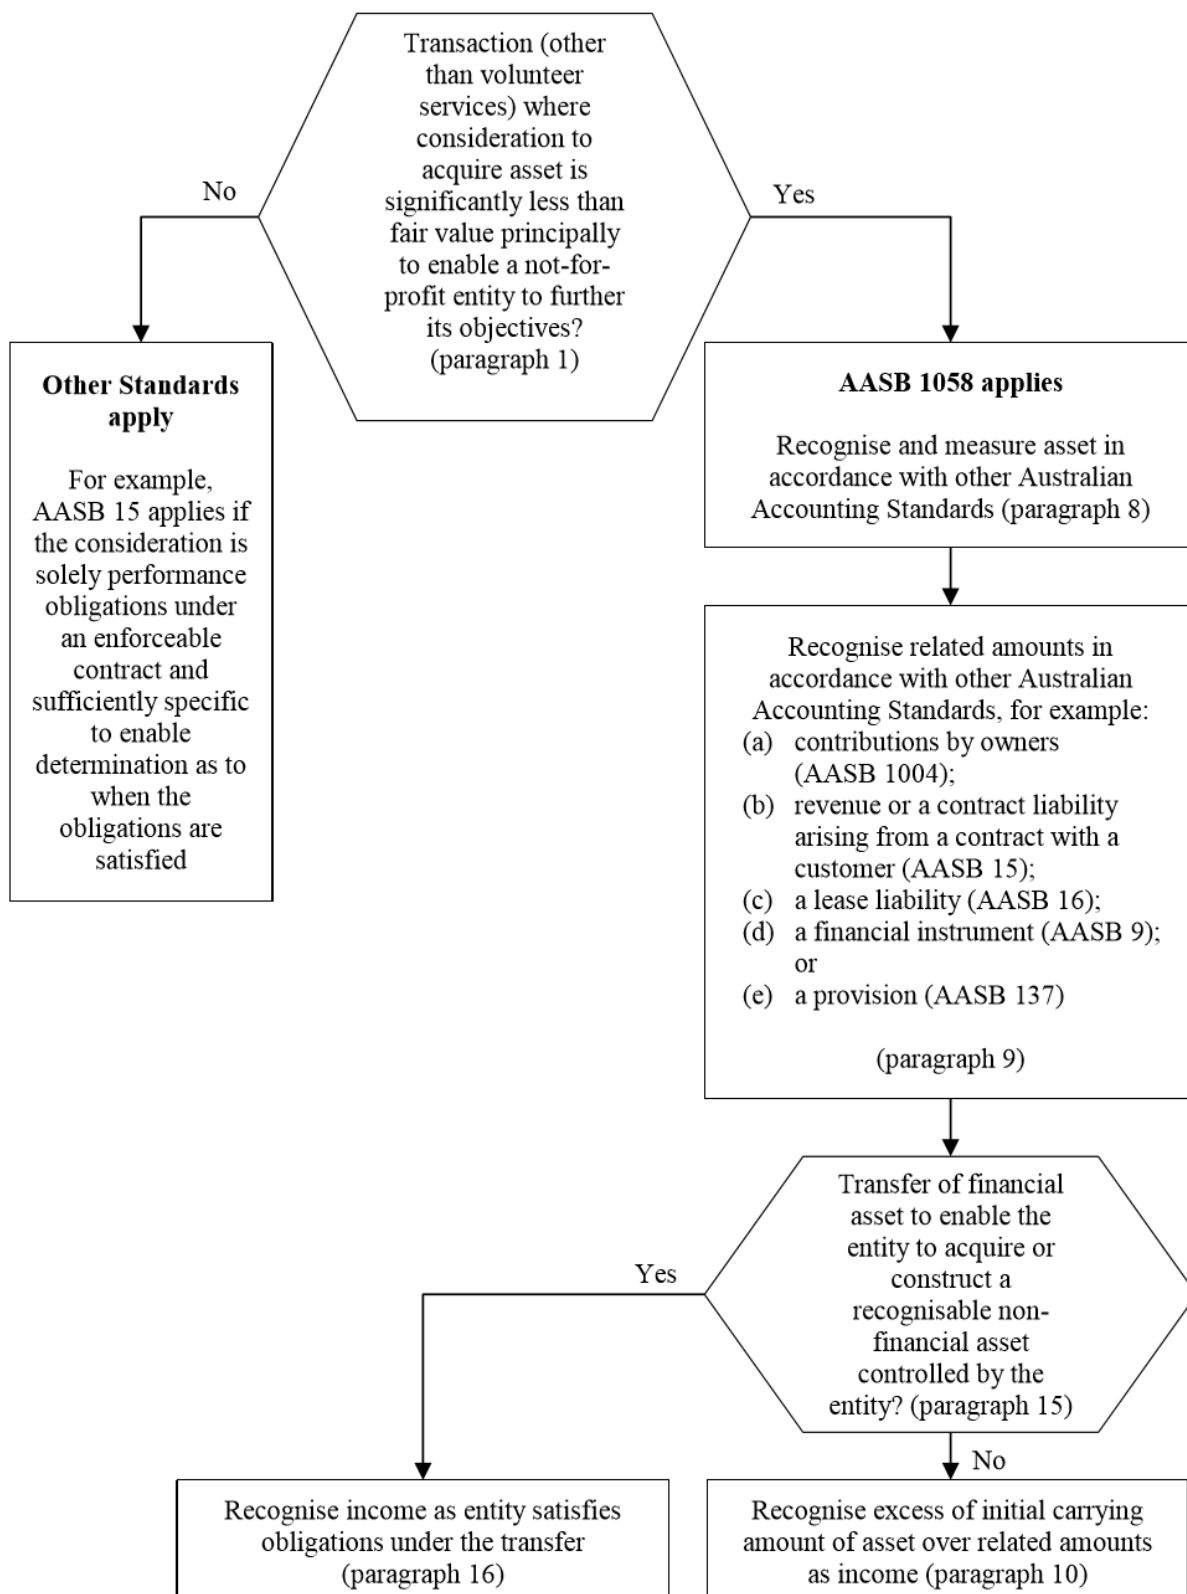 Transaction (other
than volunteer
services) where
consideration to
acquire asset is
significantly less than
fair value principally
to enable a not-for-
profit entity to further
its objectives?
(paragraph 1)
No
Yes
Other Standards
apply
For example,
AASB 15 applies if
the consideration is
solely performance
obligations under
an enforceable
contract and
sufficiently specific
to enable
determination as to
when the
obligations are
satisfied
AASB 1058 applies
Recognise and measure asset in
accordance with other Australian
Accounting Standards (paragraph 8)
Recognise related amounts in
accordance with other Australian
Accounting Standards, for example:
(a) contributions by owners
(AASB 1004);
(b) revenue or a contract liability
arising from a contract with a
customer (AASB 15);
(c) a lease liability (AASB 16);
(d) a financial instrument (AASB 9);
or
(e) a provision (AASB 137)
(paragraph 9)
Transfer of financial
asset to enable the
entity to acquire or
construct a
recognisable non-
financial asset
controlled by the
entity? (paragraph 15)
Yes
No
Recognise income as entity satisfies
obligations under the transfer
(paragraph 16)
Recognise excess of initial carrying
amount of asset over related amounts
as income (paragraph 10)